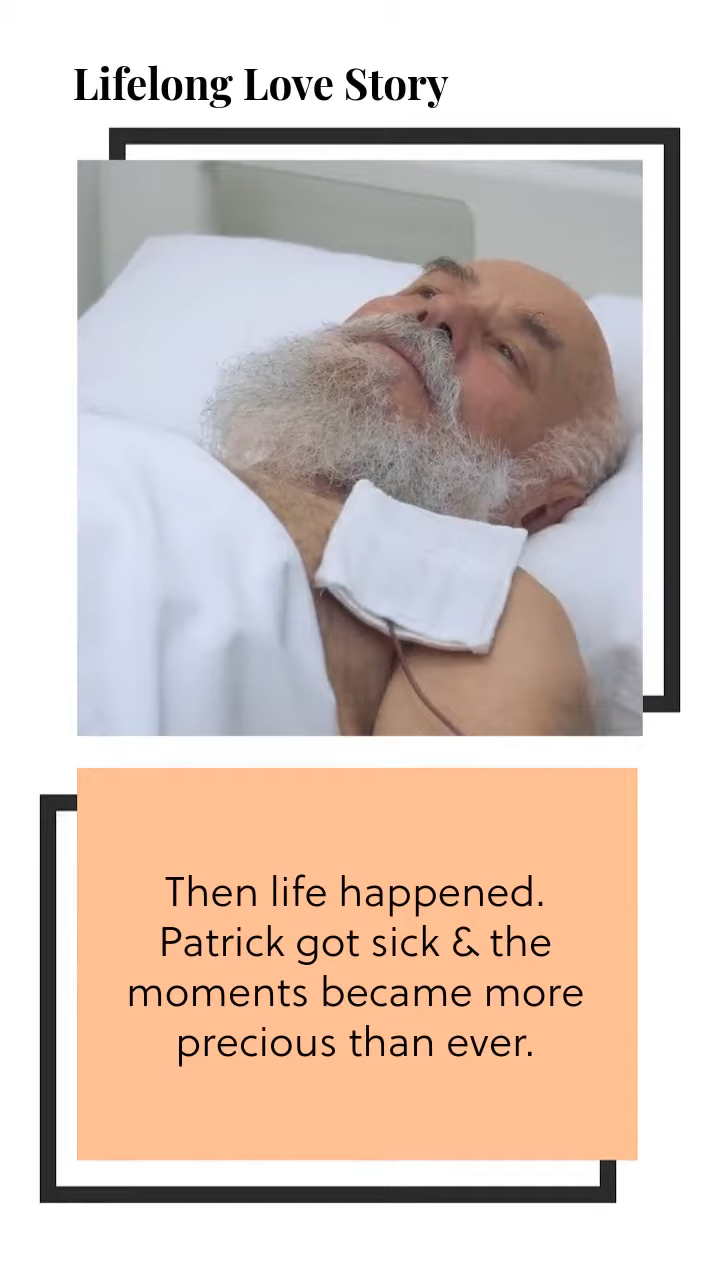 Lifelong Love Story
Then life happened.
Patrick got sick & the
moments became more
precious than ever.